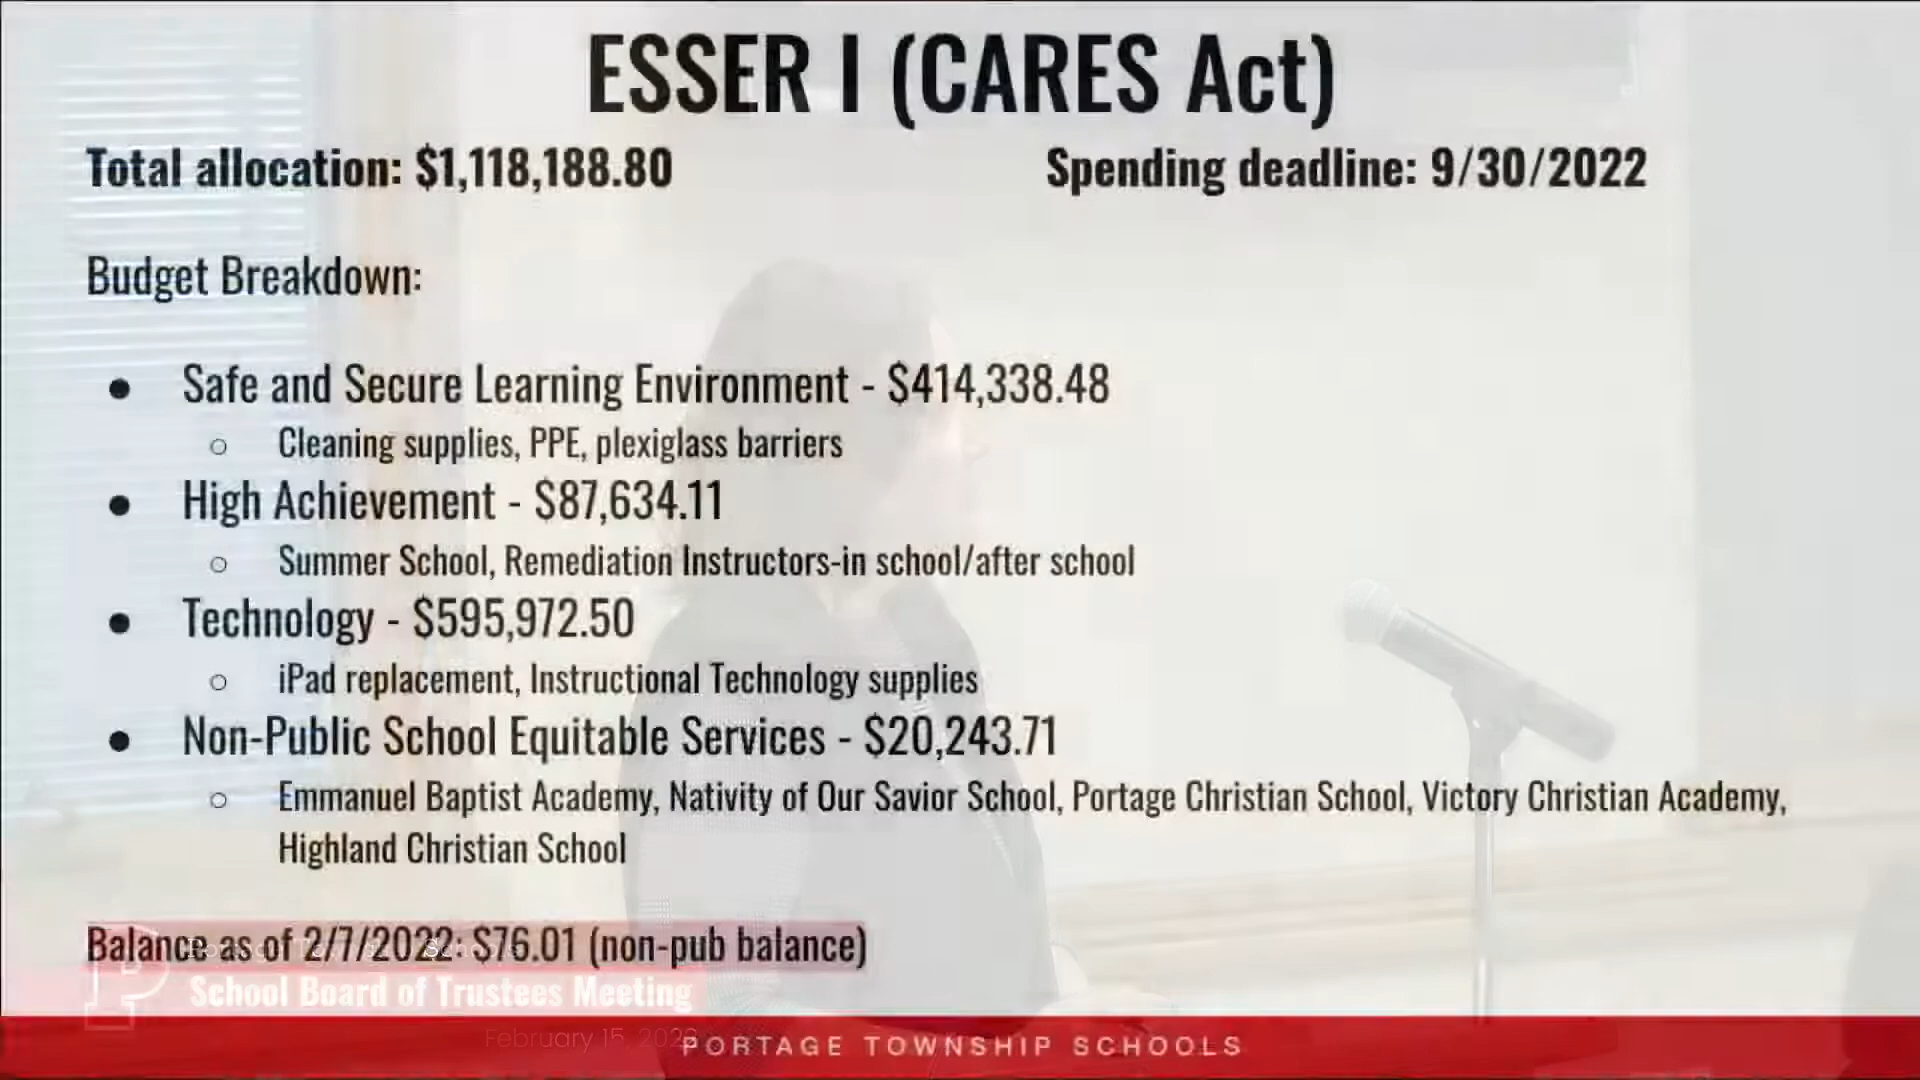 ESSER I (CARES Act)
Total allocation: $1,118,188.80
Spending deadline: 9/30/2022
Budget Breakdown:
● Safe and Secure Learning Environment - $414,338.48
○ Cleaning supplies, PPE, plexiglass barriers
● High Achievement - $87,634.11
○ Summer School, Remediation Instructors-in school/after school
● Technology - $595,972.50
○ iPad replacement, Instructional Technology supplies
● Non-Public School Equitable Services - $20,243.71
○ Emmanuel Baptist Academy, Nativity of Our Savior School, Portage Christian School, Victory Christian Academy,
Highland Christian School
Balance as of 2/7/2022: $76.01 (non-pub balance)
School Board of Trustees Meeting
February 15, 2022
PORTAGE TOWNSHIP SCHOOLS